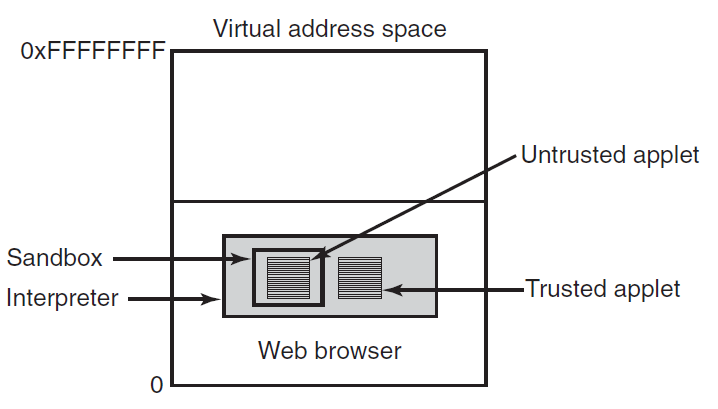 Virtual address space
0xFFFFFFFF
Untrusted applet
Sandbox
Interpreter
Trusted applet
Web browser
0